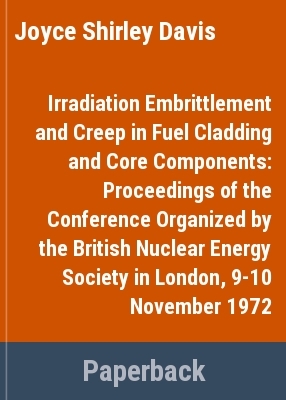 Joyce Shirley Davis
Irradiation Embrittlement
and Creep in Fuel Cladding
and Core Components:
Proceedings of the
Conference Organized by
the British Nuclear Energy
Society in London, 9-10
November 1972
Paperback